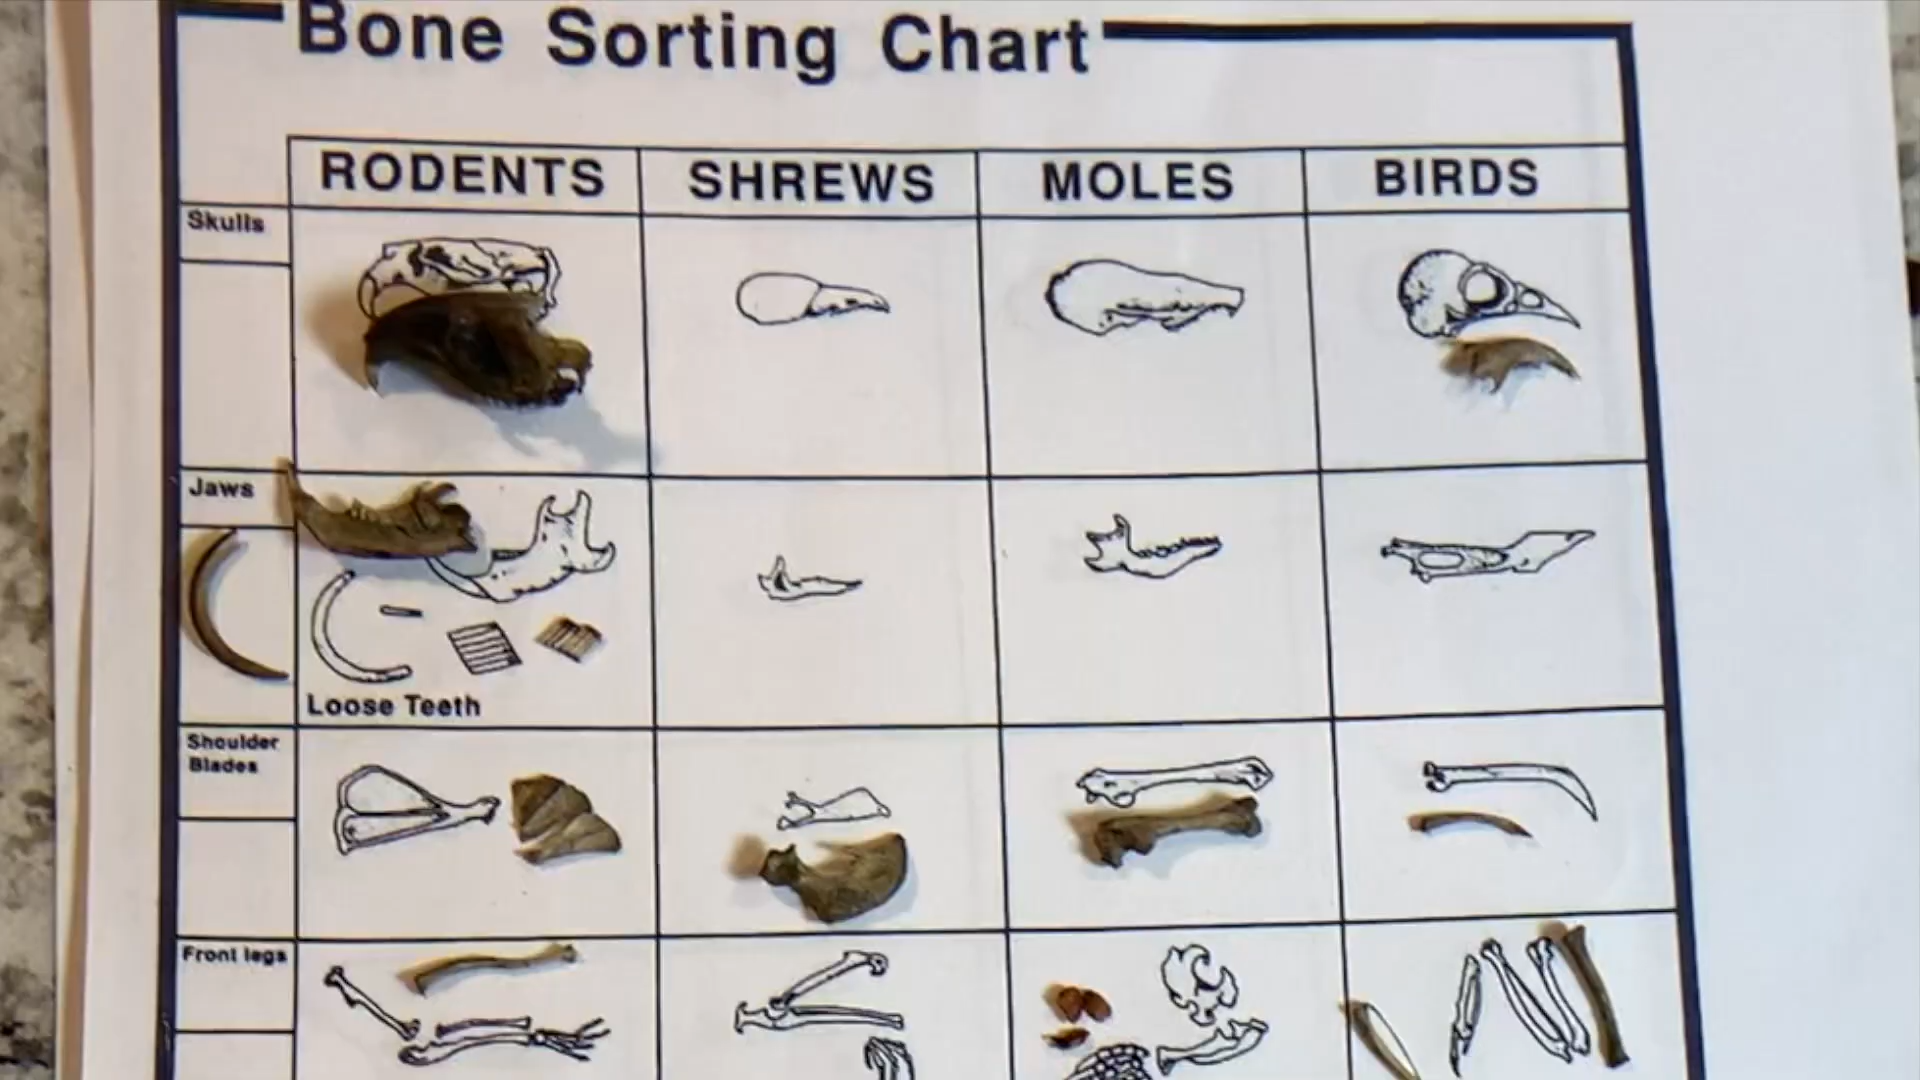 Bone Sorting Chart
RODENTS SHREWS MOLES BIRDS
Skulls
Jaws
Loose Teeth
Shoulder
Blades
Front legs